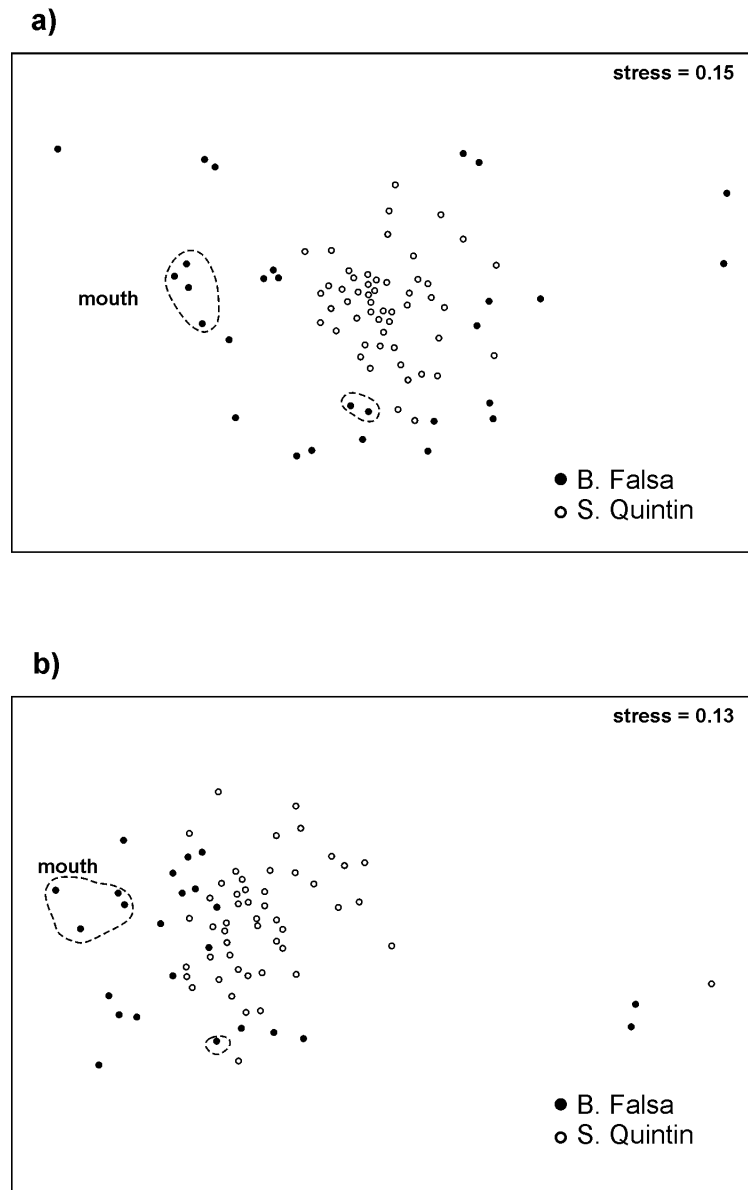 a)
stress = 0.15
mouth
B. Falsa
S. Quintin
b)
stress = 0.13
mouth
B. Falsa
S. Quintin